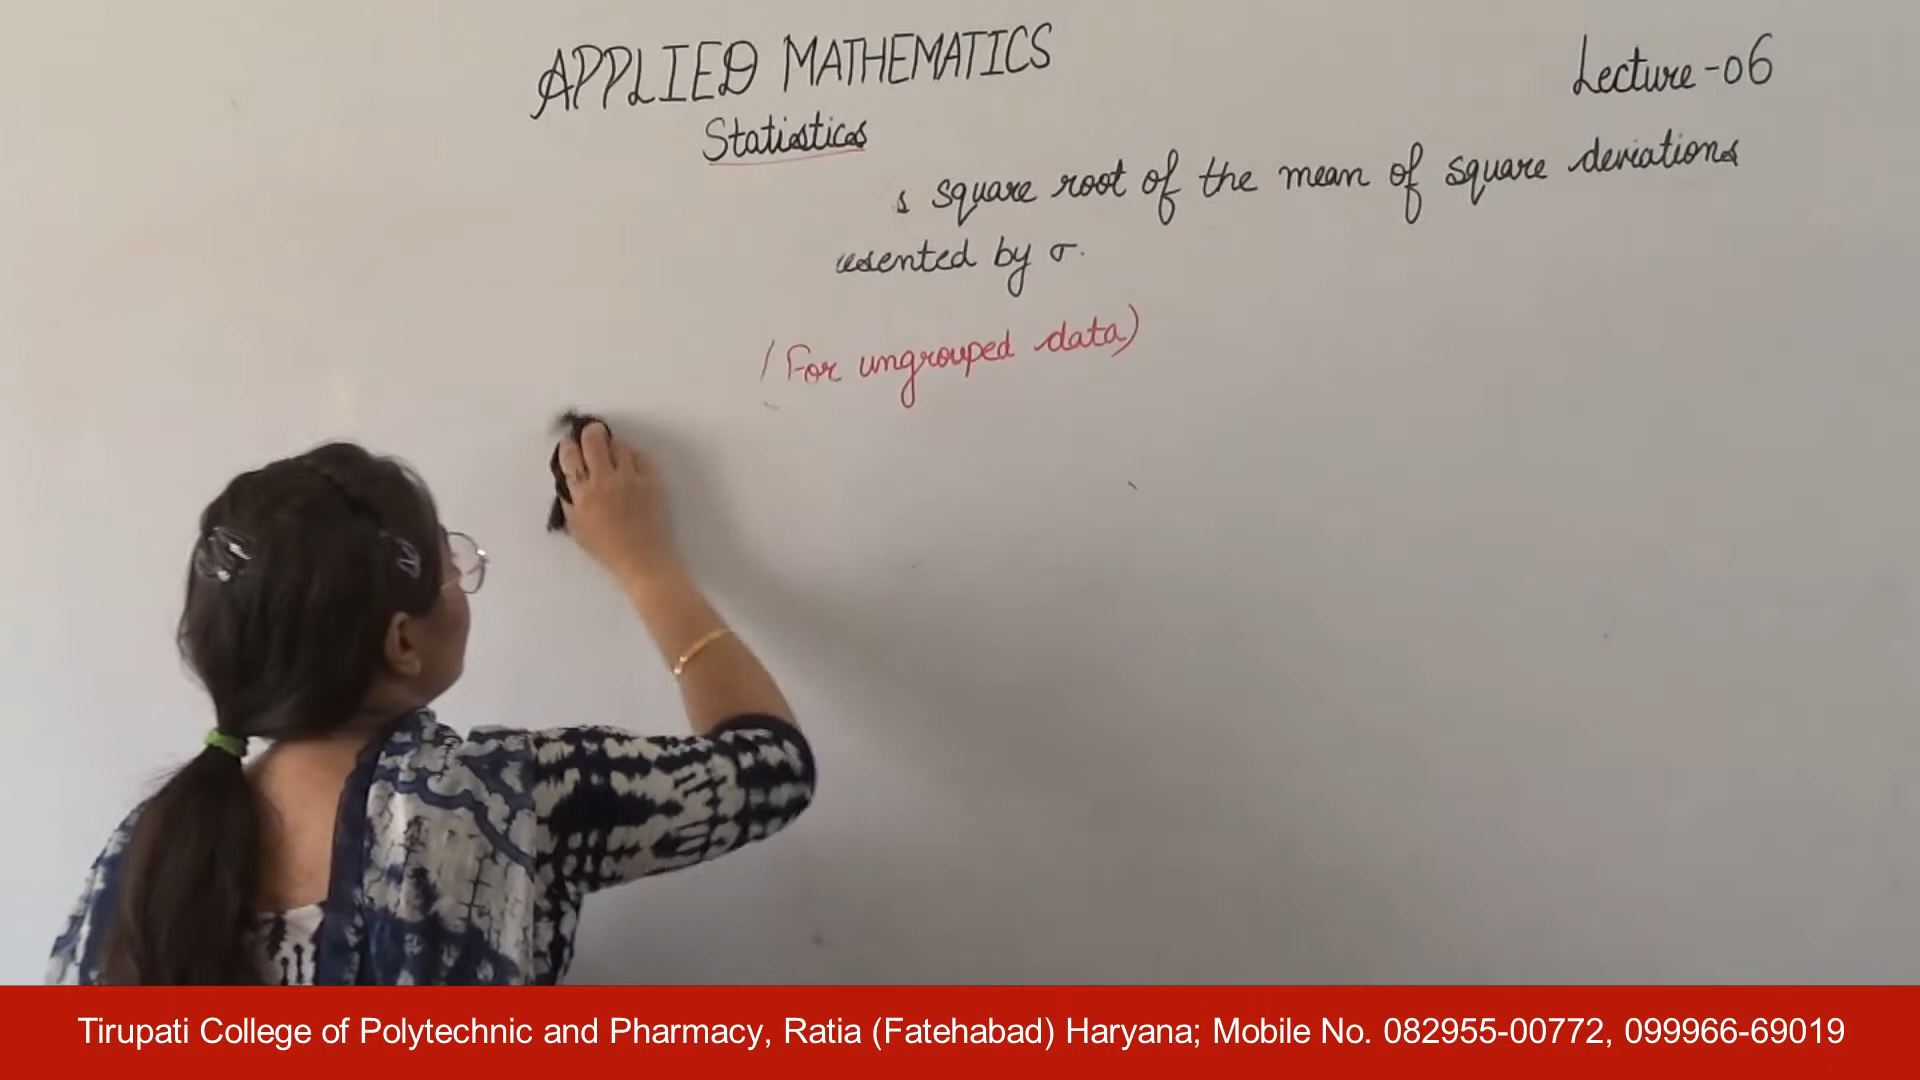 APPLIED MATHEMATICS
Lecture-06
Statistics
s square root of the mean of square deviations
esented by σ.
(For ungrouped data)
Tirupati College of Polytechnic and Pharmacy, Ratia (Fatehabad) Haryana; Mobile No. 082955-00772, 099966-69019